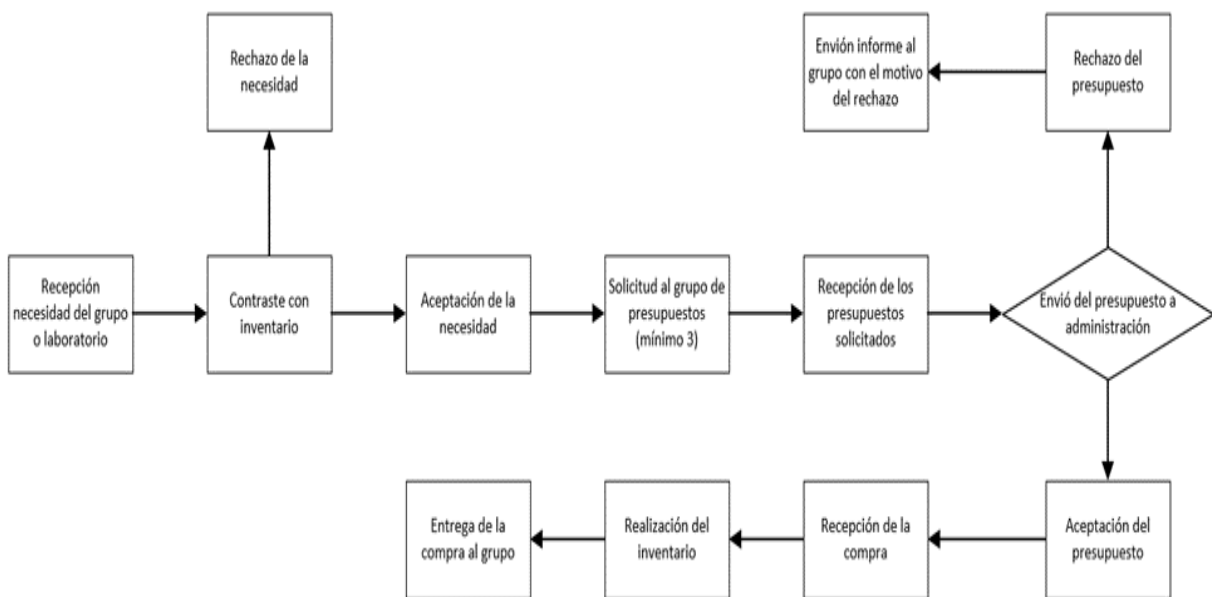 Rechazo de la
necesidad
Envión informe al
grupo con el motivo
del rechazo
Rechazo del
presupuesto
Recepción
necesidad del grupo
o laboratorio
Contraste con
inventario
Aceptación de la
necesidad
Solicitud al grupo de
presupuestos
(mínimo 3)
Recepción de los
presupuestos
solicitados
Envió del presupuesto a
administración
Entrega de la
compra al grupo
Realización del
inventario
Recepción de la
compra
Aceptación del
presupuesto